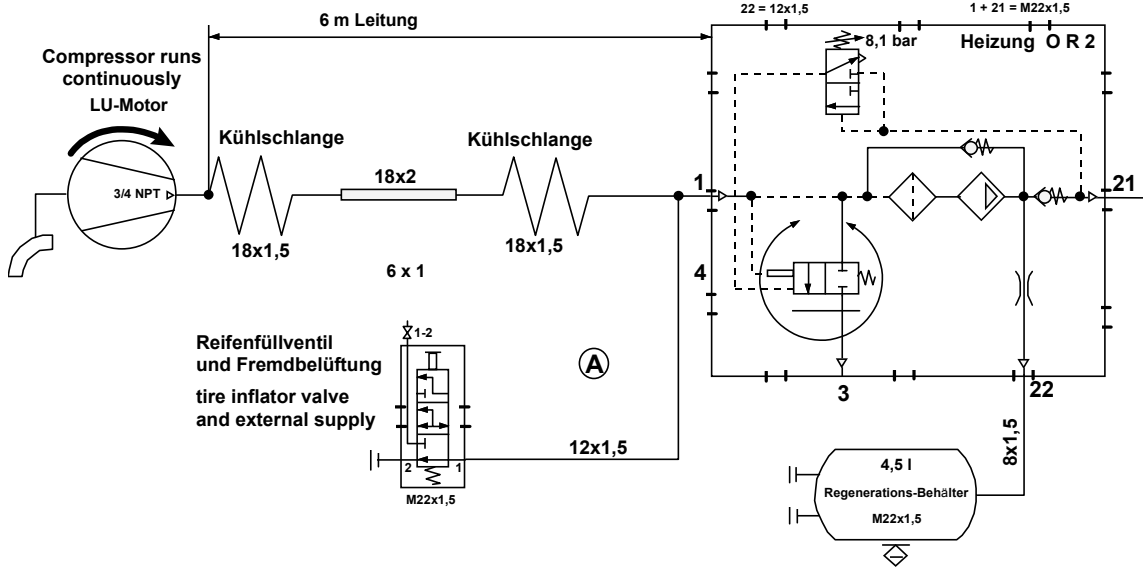 6 m Leitung
22 = 12x1,5
1 + 21 = M22x1,5
Compressor runs
continuously
LU-Motor
8,1 bar
Heizung O R 2
Kühlschlange
Kühlschlange
3/4 NPT
18x2
1
21
18x1,5
18x1,5
6 x 1
4
1-2
Reifenfüllventil
und Fremdbelüftung
A
tire inflator valve
and external supply
3
22
12x1,5
8x1,5
2
1
M22x1,5
4,5 l
Regenerations-Behälter
M22x1,5